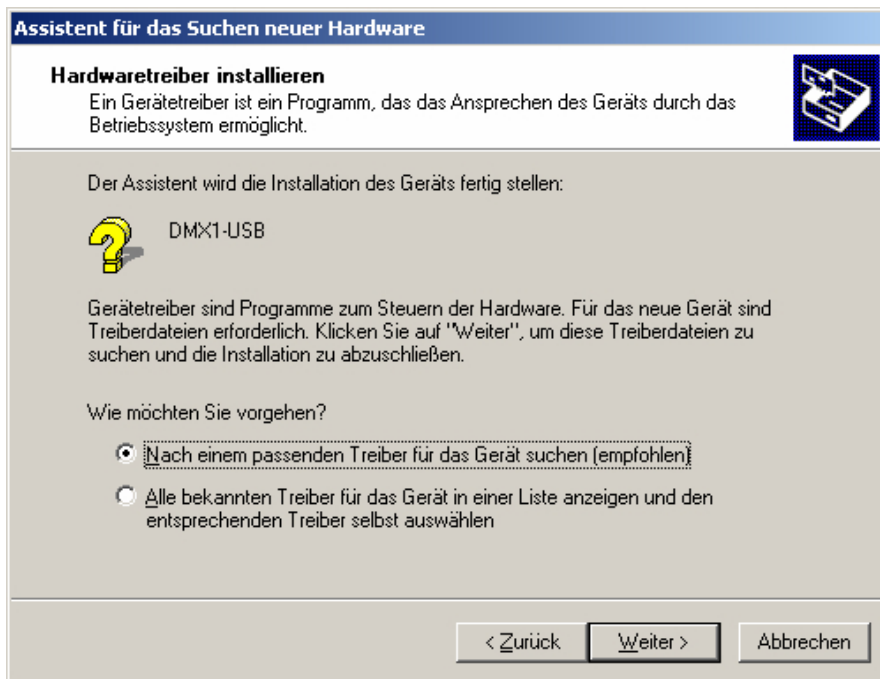 Assistent für das Suchen neuer Hardware
Hardwaretreiber installieren
Ein Gerätetreiber ist ein Programm, das das Ansprechen des Geräts durch das
Betriebssystem ermöglicht.
Der Assistent wird die Installation des Geräts fertig stellen:
DMX1-USB
Gerätetreiber sind Programme zum Steuern der Hardware. Für das neue Gerät sind
Treiberdateien erforderlich. Klicken Sie auf "Weiter", um diese Treiberdateien zu
suchen und die Installation zu abzuschließen.
Wie möchten Sie vorgehen?
Nach einem passenden Treiber für das Gerät suchen (empfohlen)
Alle bekannten Treiber für das Gerät in einer Liste anzeigen und den
entsprechenden Treiber selbst auswählen
< Zurück Weiter > Abbrechen